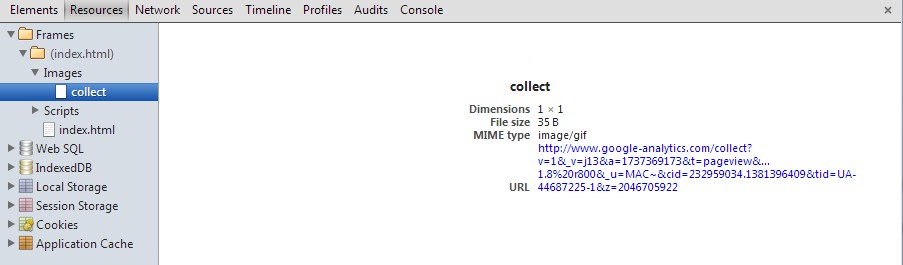 Elements Resources Network Sources Timeline Profiles Audits Console ×
Frames
(index.html)
Images
collect
Scripts
index.html
Web SQL
IndexedDB
Local Storage
Session Storage
Cookies
Application Cache
collect
Dimensions 1 × 1
File size 35 B
MIME type image/gif
http://www.google-analytics.com/collect?
v=1&_v=j13&a=1737369173&t=pageview&...
1.8%20r800&_u=MAC~&cid=232959034.1381396409&tid=UA-
URL 44687225-1&z=2046705922